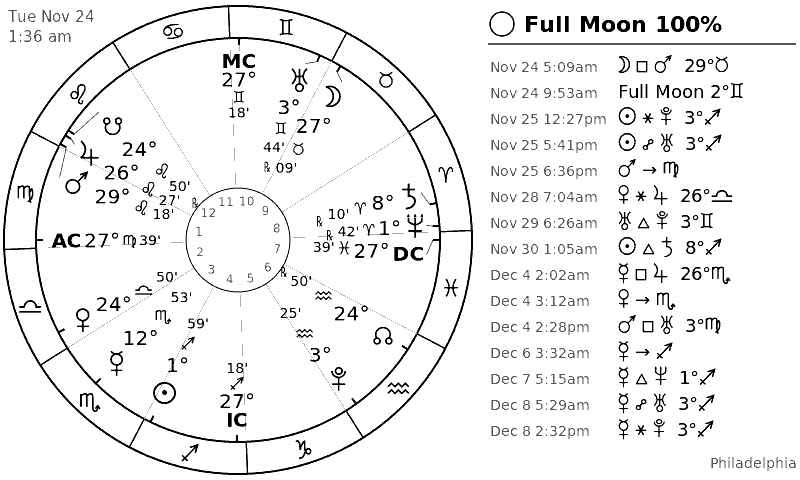 Tue Nov 24
1:36 am
MC
27°
♊
18'
♅
3°
♊
44'
☽
27°
♉
℞ 09'
☋
24°
♌
50'
℞
♃
26°
♌
27'
♂
29°
♌
18'
AC 27° ♍ 39'
♄ 8° ♈ 10' ℞
♆ 1° ♈ 42' ℞
DC 27° ♓ 39'
♀ 24° ♎ 50'
☿ 12° ♏ 53'
☉ 1° ♐ 59'
18'
♐
27°
IC
♇ 3° ♒ 25'
☊ 24° ♒ 50' ℞
1 2 3 4 5 6 7 8 9 10 11 12
♋ ♊ ♉ ♈ ♓ ♒ ♑ ♐ ♏ ♎ ♍ ♌
Full Moon 100%
Nov 24 5:09am ☽ □ ♂ 29°♉
Nov 24 9:53am Full Moon 2°♊
Nov 25 12:27pm ☉ ⚹ ⯓ 3°♐
Nov 25 5:41pm ☉ ☍ ♅ 3°♐
Nov 25 6:36pm ♂ → ♍
Nov 28 7:04am ♀ ⚹ ♃ 26°♎
Nov 29 6:26am ♅ △ ⯓ 3°♊
Nov 30 1:05am ☉ △ ♄ 8°♐
Dec 4 2:02am ☿ □ ♃ 26°♏
Dec 4 3:12am ♀ → ♏
Dec 4 2:28pm ♂ □ ♅ 3°♍
Dec 6 3:32am ☿ → ♐
Dec 7 5:15am ☿ △ ♆ 1°♐
Dec 8 5:29am ☿ ☍ ♅ 3°♐
Dec 8 2:32pm ☿ ⚹ ⯓ 3°♐
Philadelphia